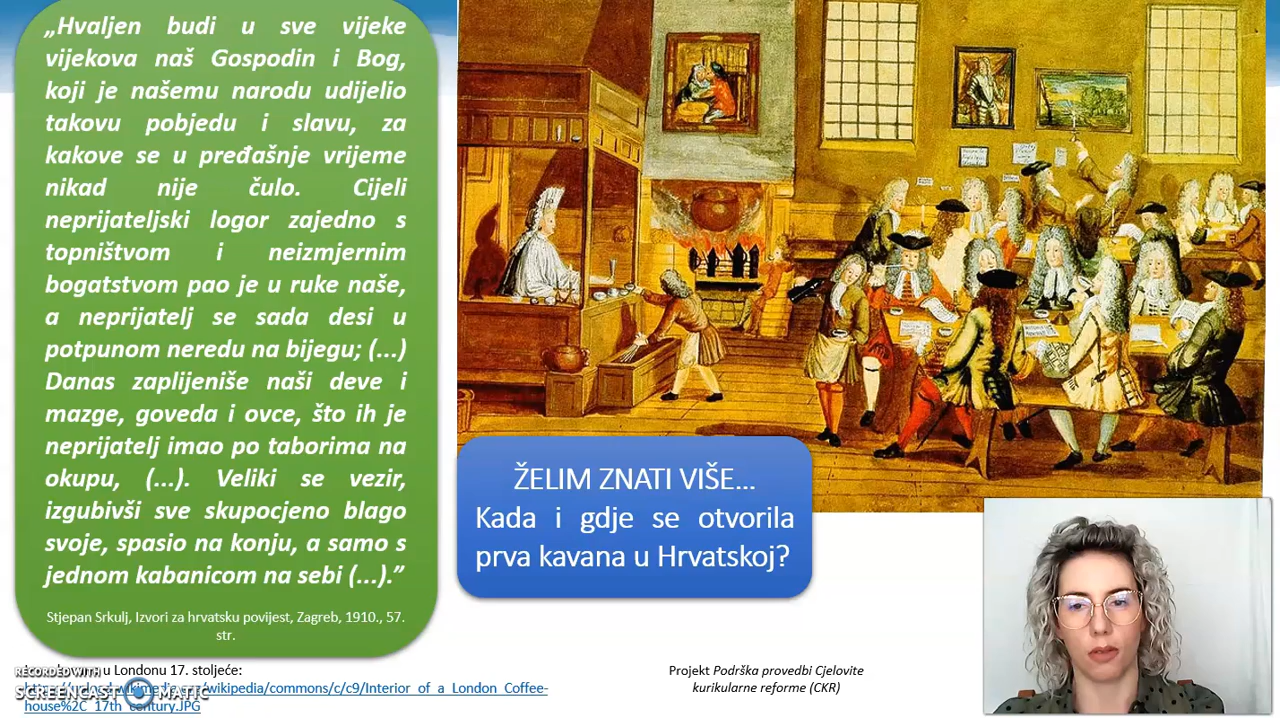 „Hvaljen budi u sve vijeke
vijekova naš Gospodin i Bog,
koji je našemu narodu udijelio
takovu pobjedu i slavu, za
kakove se u pređašnje vrijeme
nikad nije čulo. Cijeli
neprijateljski logor zajedno s
topništvom i neizmjernim
bogatstvom pao je u ruke naše,
a neprijatelj se sada desi u
potpunom neredu na bijegu; (...)
Danas zaplijeniše naši deve i
mazge, goveda i ovce, što ih je
neprijatelj imao po taborima na
okupu, (...). Veliki se vezir,
izgubivši sve skupocjeno blago
svoje, spasio na konju, a samo s
jednom kabanicom na sebi (...).”
Stjepan Srkulj, Izvori za hrvatsku povijest, Zagreb, 1910., 57.
str.
ŽELIM ZNATI VIŠE...
Kada i gdje se otvorila
prva kavana u Hrvatskoj?
u Londonu 17. stoljeće:
wikipedia/commons/c/c9/Interior_of_a_London_Coffee-
house%2C_17th_century.JPG
RECORDED WITH
SCREENCAST MATIC
Projekt Podrška provedbi Cjelovite
kurikularne reforme (CKR)